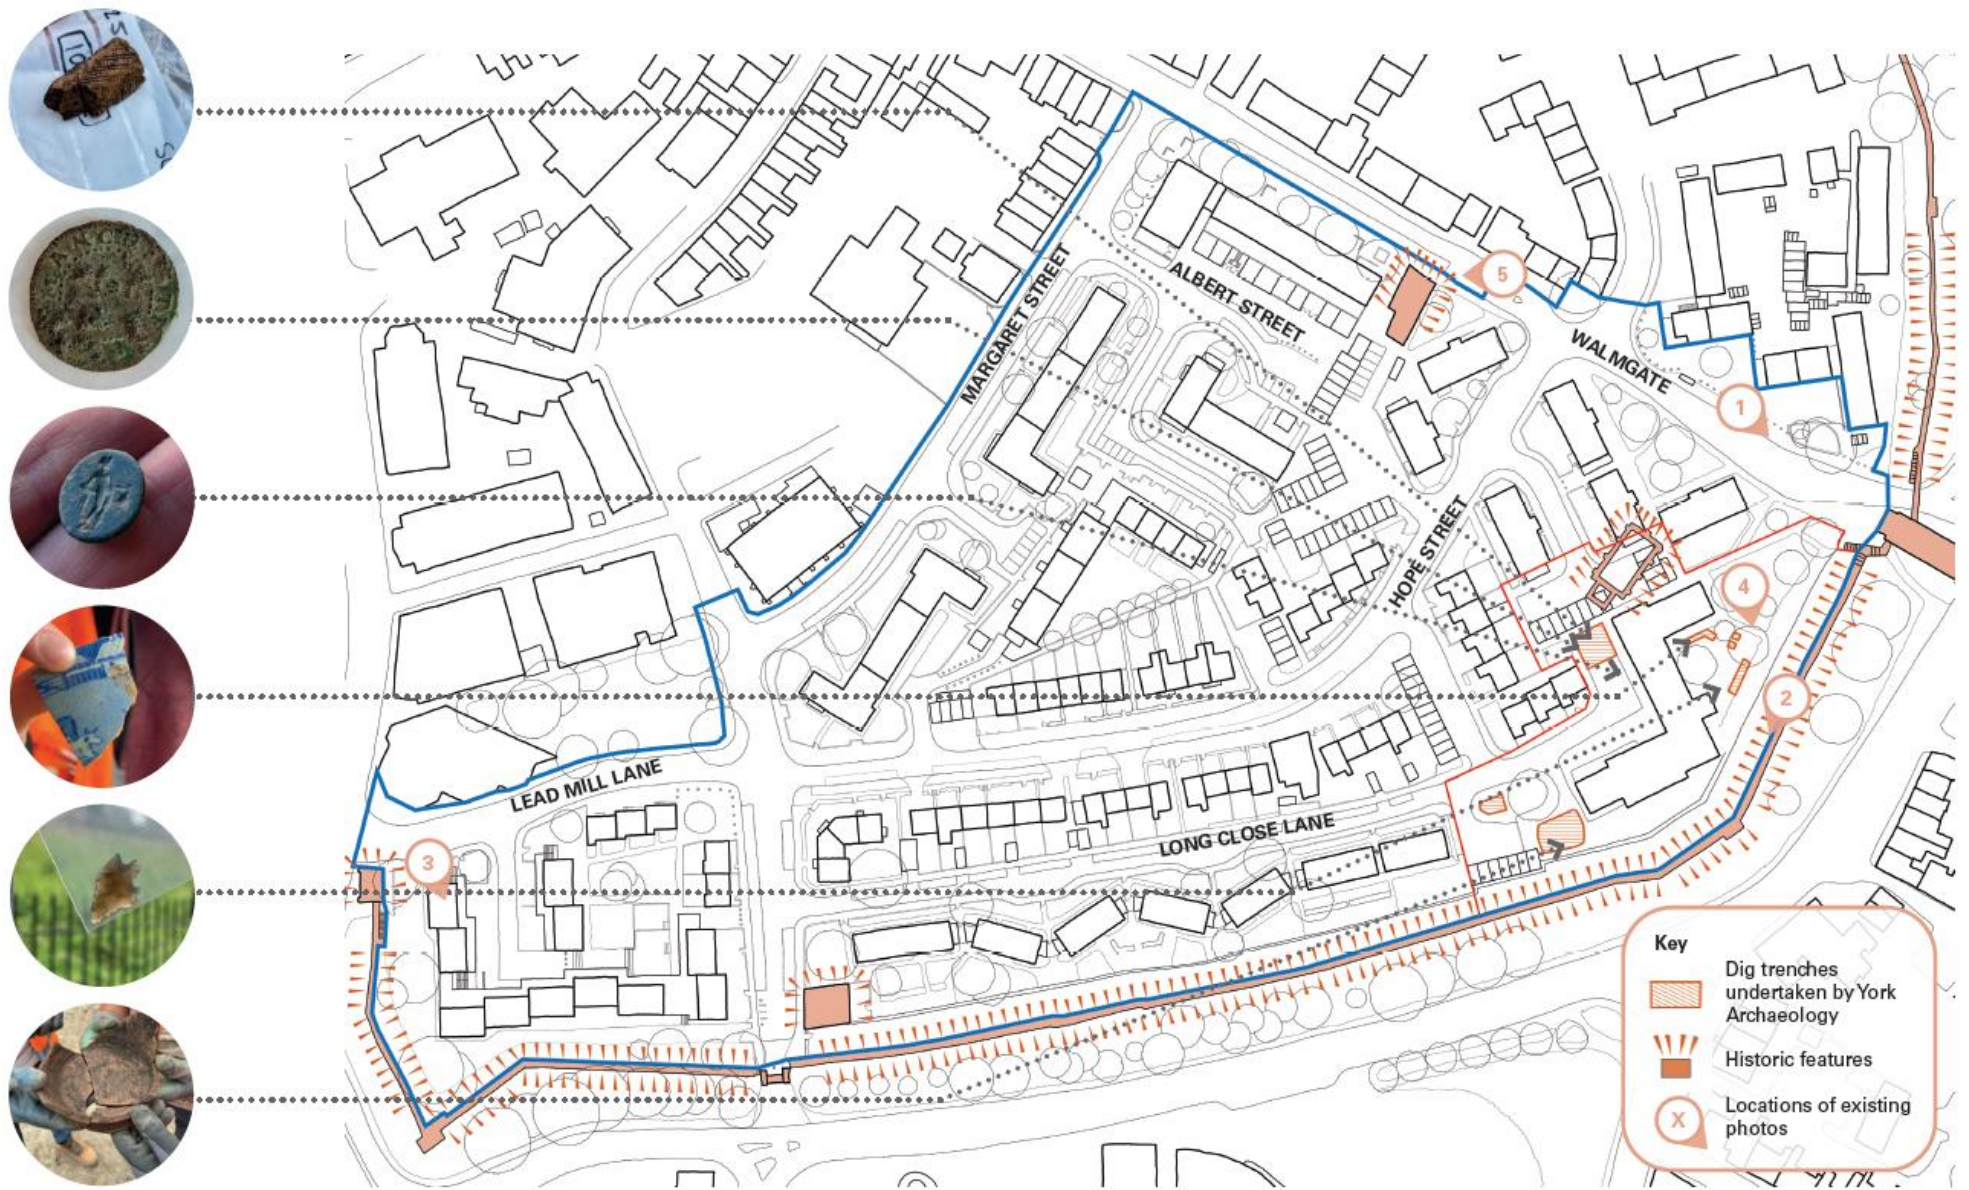 MARGARET STREET
ALBERT STREET
5
WALMGATE
1
HOPE STREET
4
2
LEAD MILL LANE
LONG CLOSE LANE
3
Key
Dig trenches
undertaken by York
Archaeology
Historic features
X
Locations of existing
photos